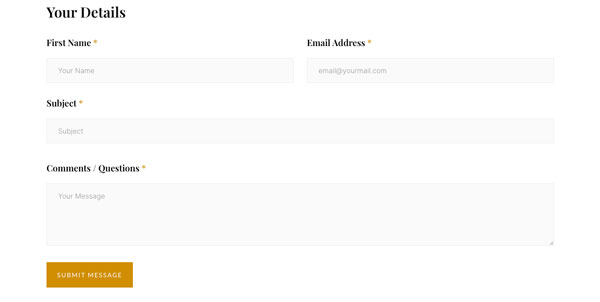 Your Details
First Name *
Email Address *
Your Name
email@yourmail.com
Subject *
Subject
Comments / Questions *
Your Message
SUBMIT MESSAGE